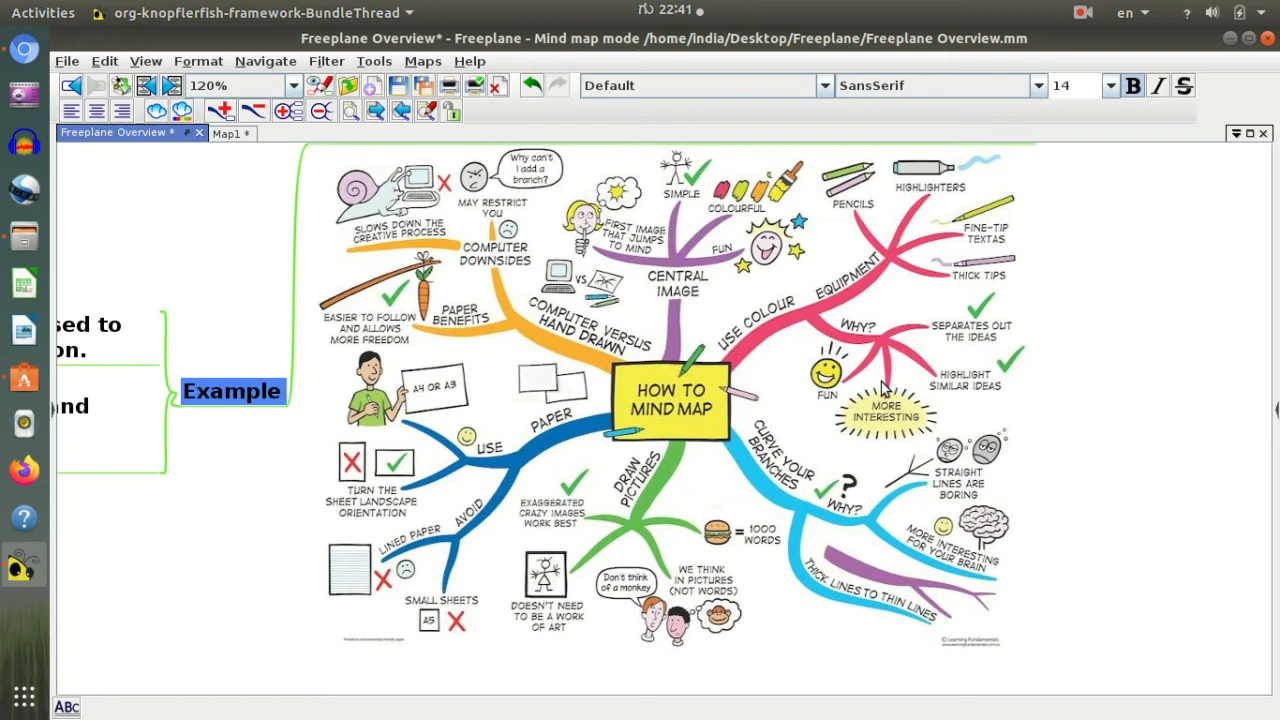 Activities
org-knopflerfish-framework-BundleThread
 რპ 22:41
en
?
Freeplane Overview* - Freeplane - Mind map mode /home/india/Desktop/Freeplane/Freeplane Overview.mm
File Edit View Format Navigate Filter Tools Maps Help
120%
Default
SansSerif
14
B I S
Freeplane Overview *
Map1 *
sed to
on.
nd
Example
Why can't
I add a
branch?
SLOWS DOWN THE
CREATIVE PROCESS
MAY RESTRICT
YOU
COMPUTER
DOWNSIDES
EASIER TO FOLLOW
AND ALLOWS
MORE FREEDOM
PAPER
BENEFITS
COMPUTER VERSUS
HAND DRAWN
VS
FIRST IMAGE
THAT JUMPS
TO MIND
SIMPLE
COLOURFUL
FUN
CENTRAL
IMAGE
PENCILS
HIGHLIGHTERS
FINE-TIP
TEXTAS
THICK TIPS
EQUIPMENT
USE COLOUR
WHY?
SEPARATES OUT
THE IDEAS
HIGHLIGHT
SIMILAR IDEAS
FUN
MORE
INTERESTING
HOW TO
MIND MAP
A4 OR A3
PAPER
USE
TURN THE
SHEET LANDSCAPE
ORIENTATION
AVOID
LINED PAPER
SMALL SHEETS
A5
DRAW
PICTURES
EXAGGERATED
CRAZY IMAGES
WORK BEST
= 1000
WORDS
DOESN'T NEED
TO BE A WORK
OF ART
Don't think
of a monkey
WE THINK
IN PICTURES
(NOT WORDS)
CURVE YOUR
BRANCHES
?
WHY?
STRAIGHT
LINES ARE
BORING
MORE INTERESTING
FOR YOUR BRAIN
THICK LINES TO THIN LINES
© Learning Fundamentals
www.learningfundamentals.com.au
ABC